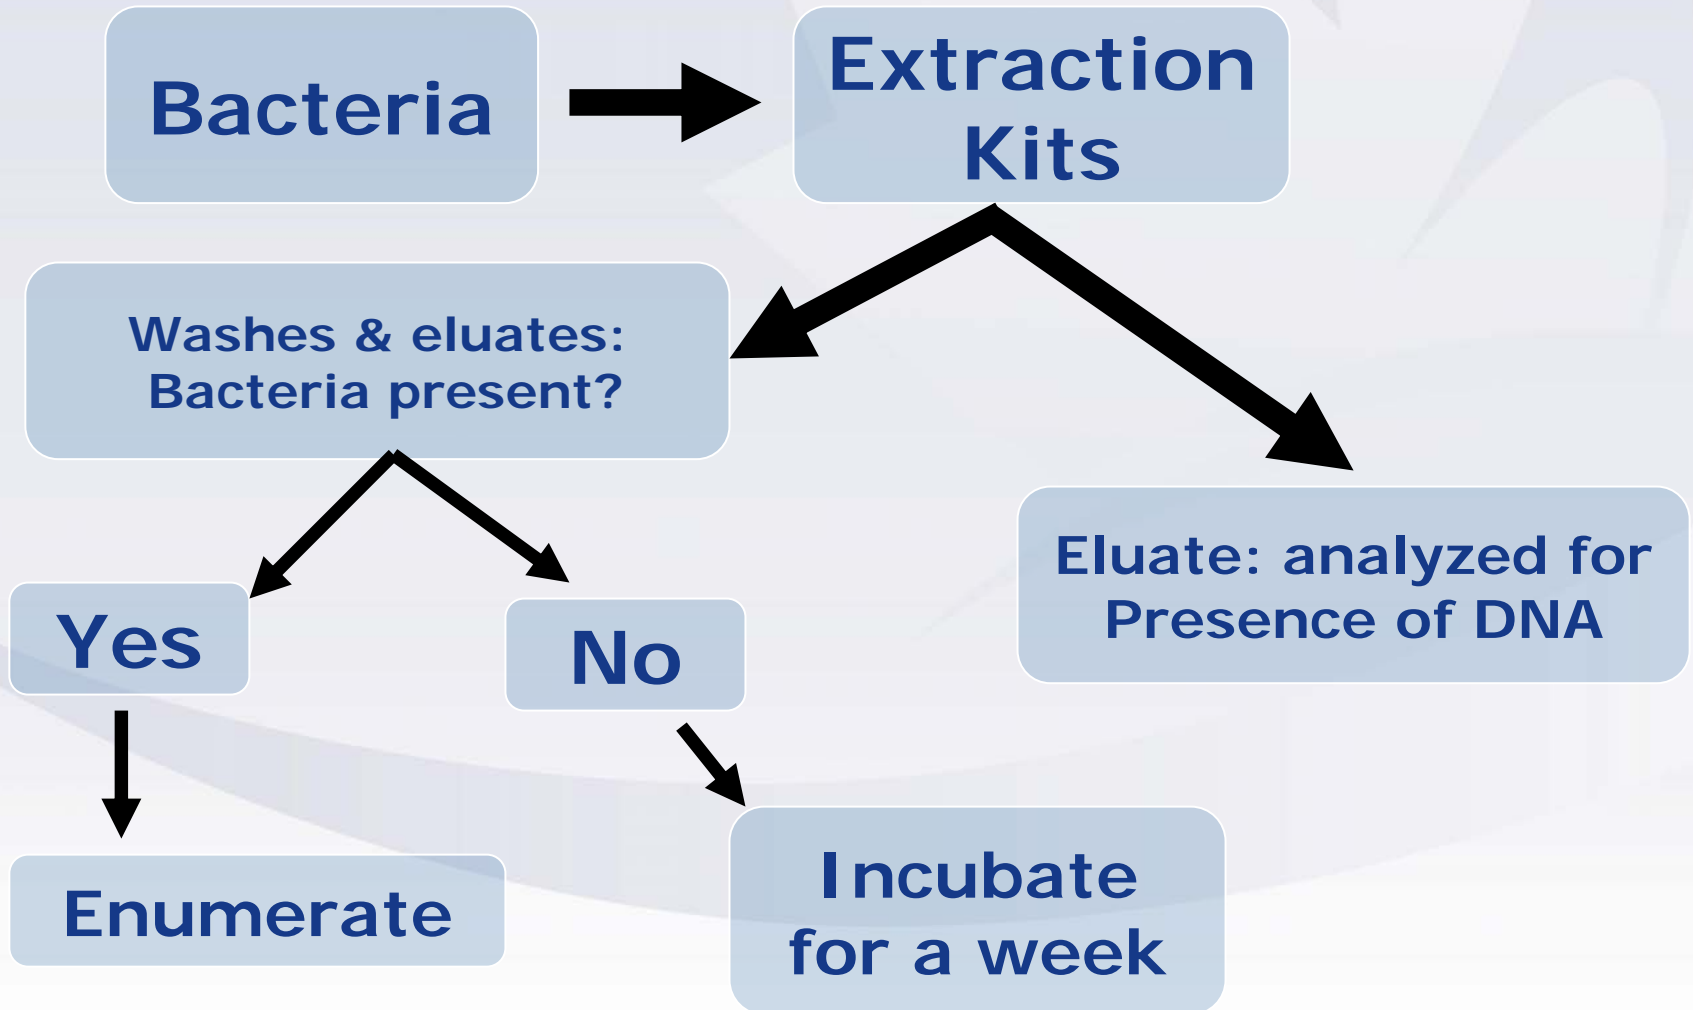 Bacteria
Extraction
Kits
Washes & eluates:
Bacteria present?
Eluate: analyzed for
Presence of DNA
Yes
No
Enumerate
Incubate
for a week